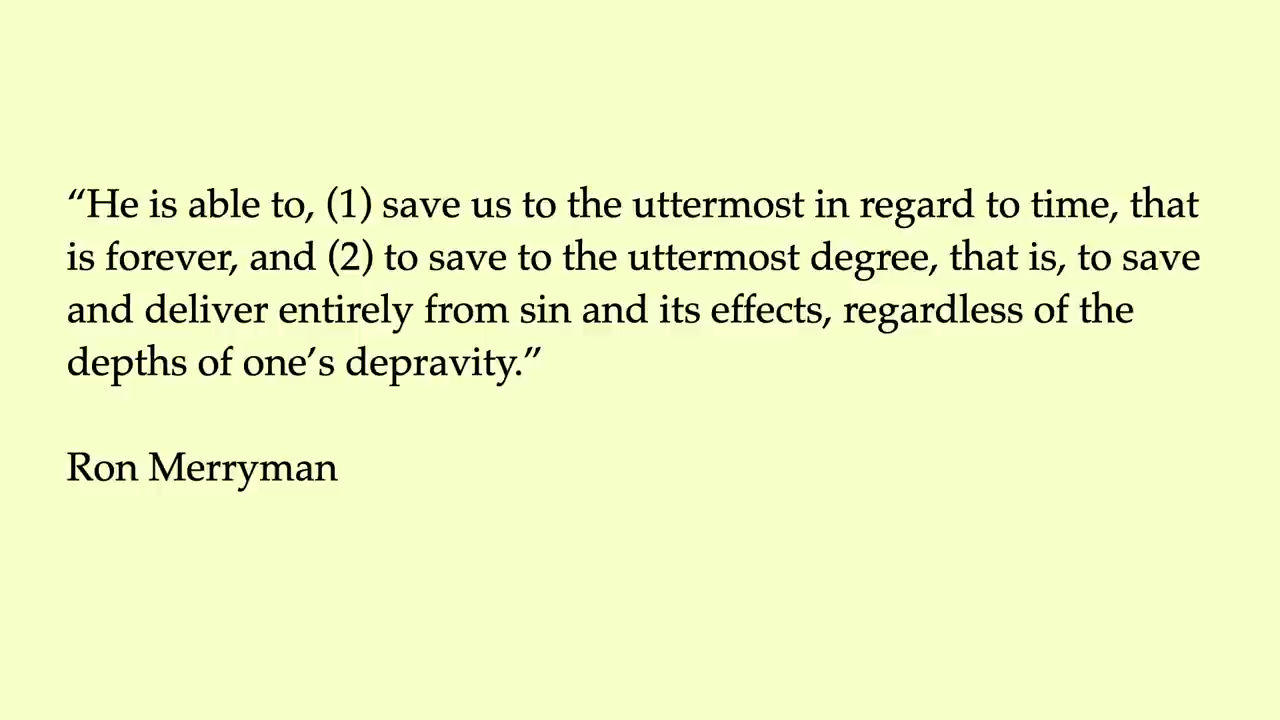 “He is able to, (1) save us to the uttermost in regard to time, that
is forever, and (2) to save to the uttermost degree, that is, to save
and deliver entirely from sin and its effects, regardless of the
depths of one’s depravity.”
Ron Merryman